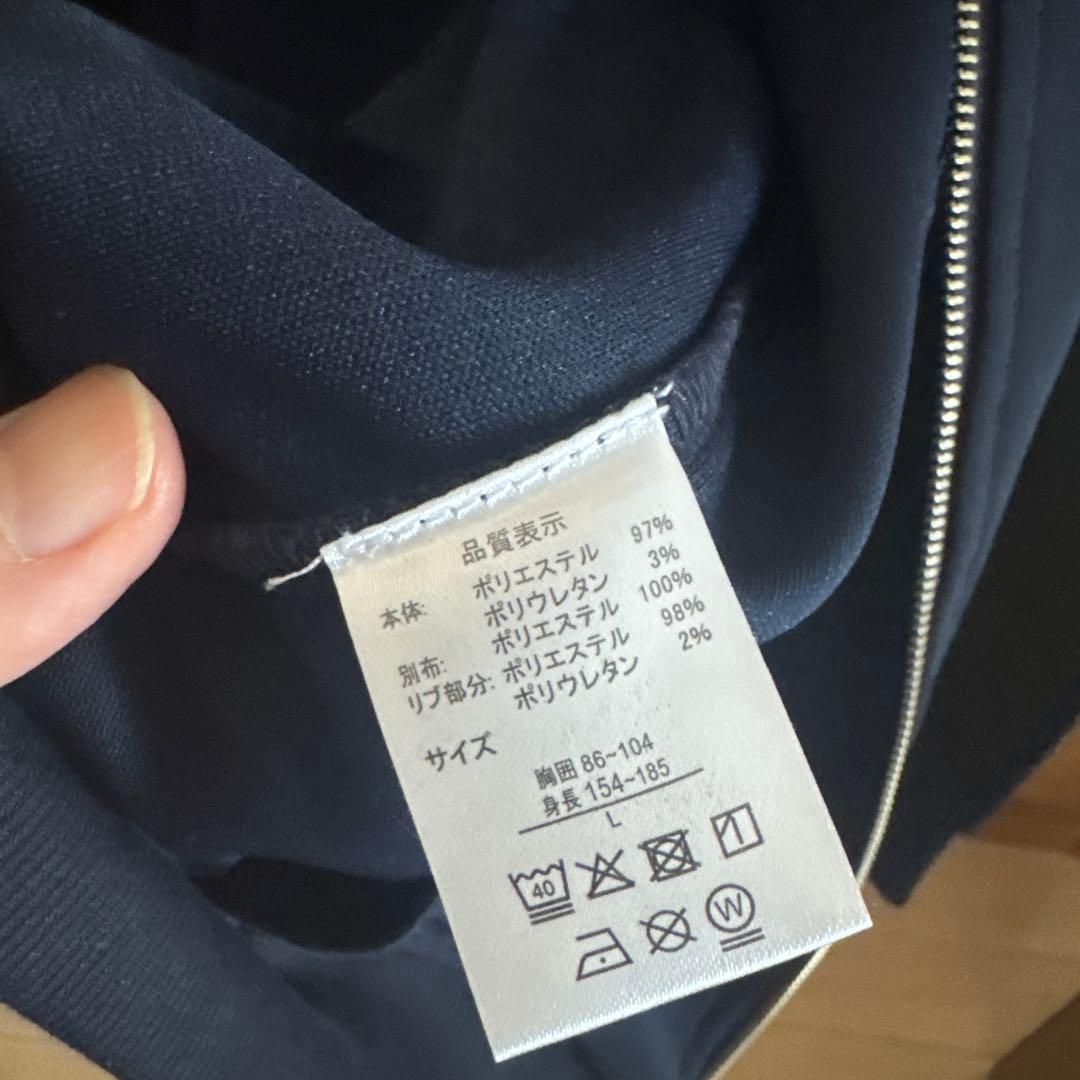 品質表示
本体: ポリエステル 97%
ポリウレタン 3%
別布: ポリエステル 100%
リブ部分: ポリエステル 98%
ポリウレタン 2%
サイズ
胸囲 86~104
身長 154~185
L
40
W